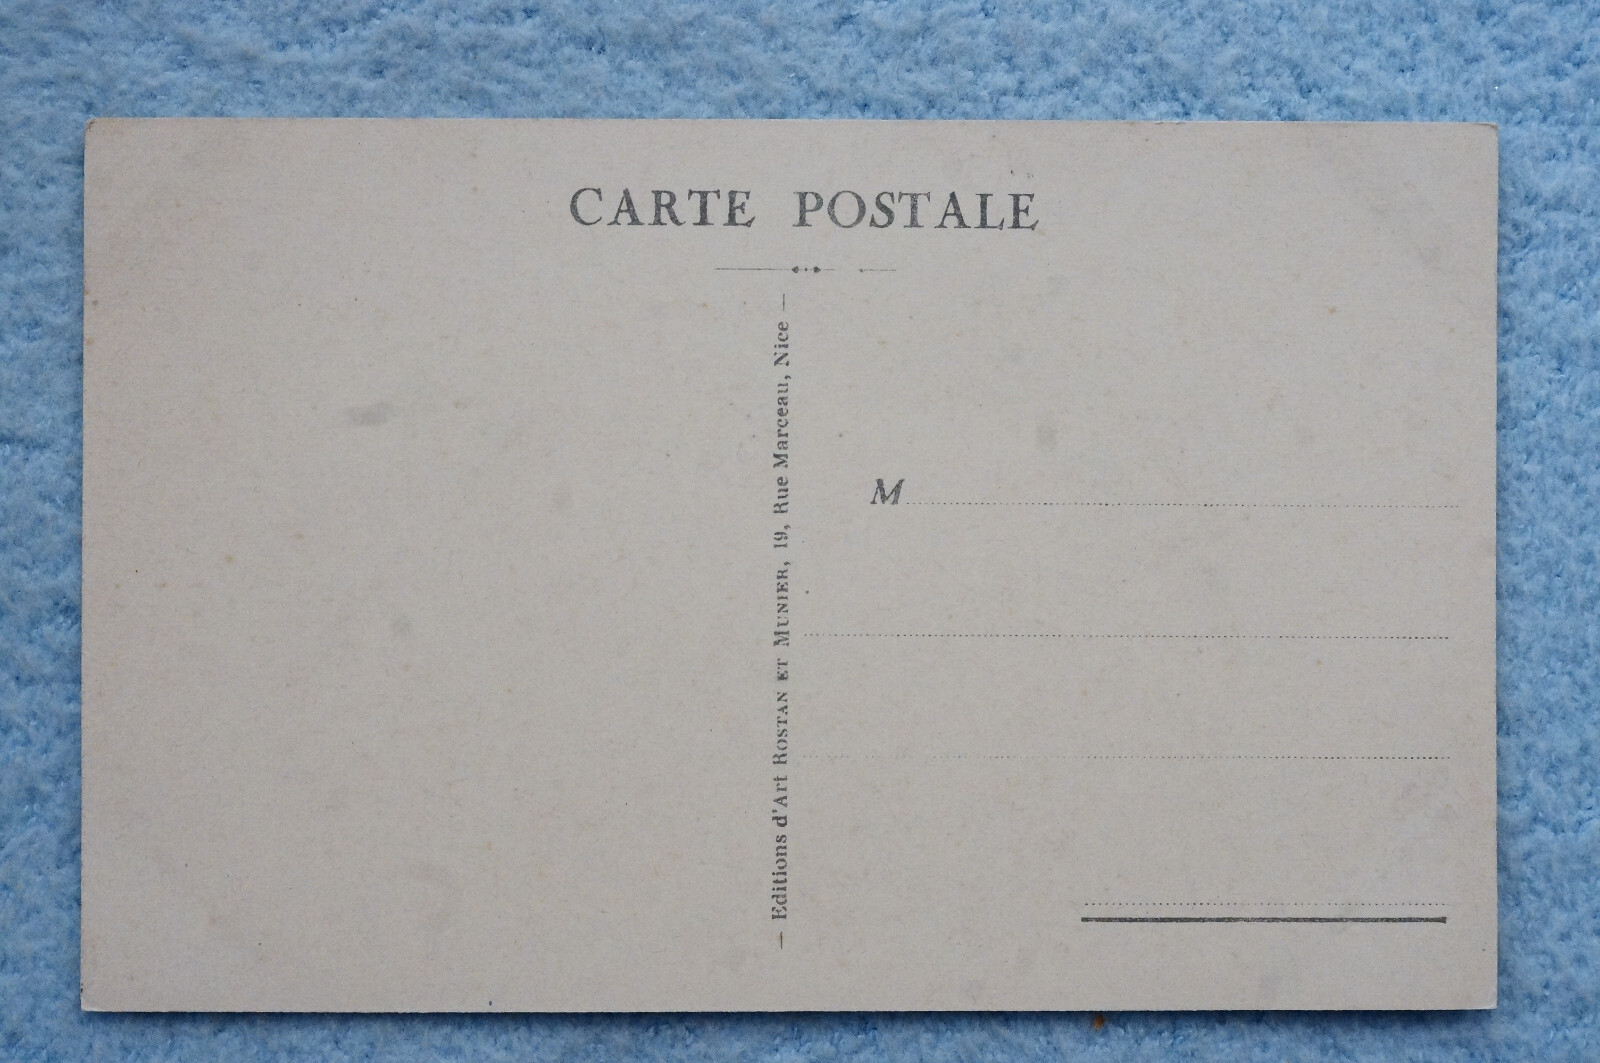 CARTE POSTALE
— Editions d'Art ROSTAN ET MUNIER, 19, Rue Marceau, Nice —
M